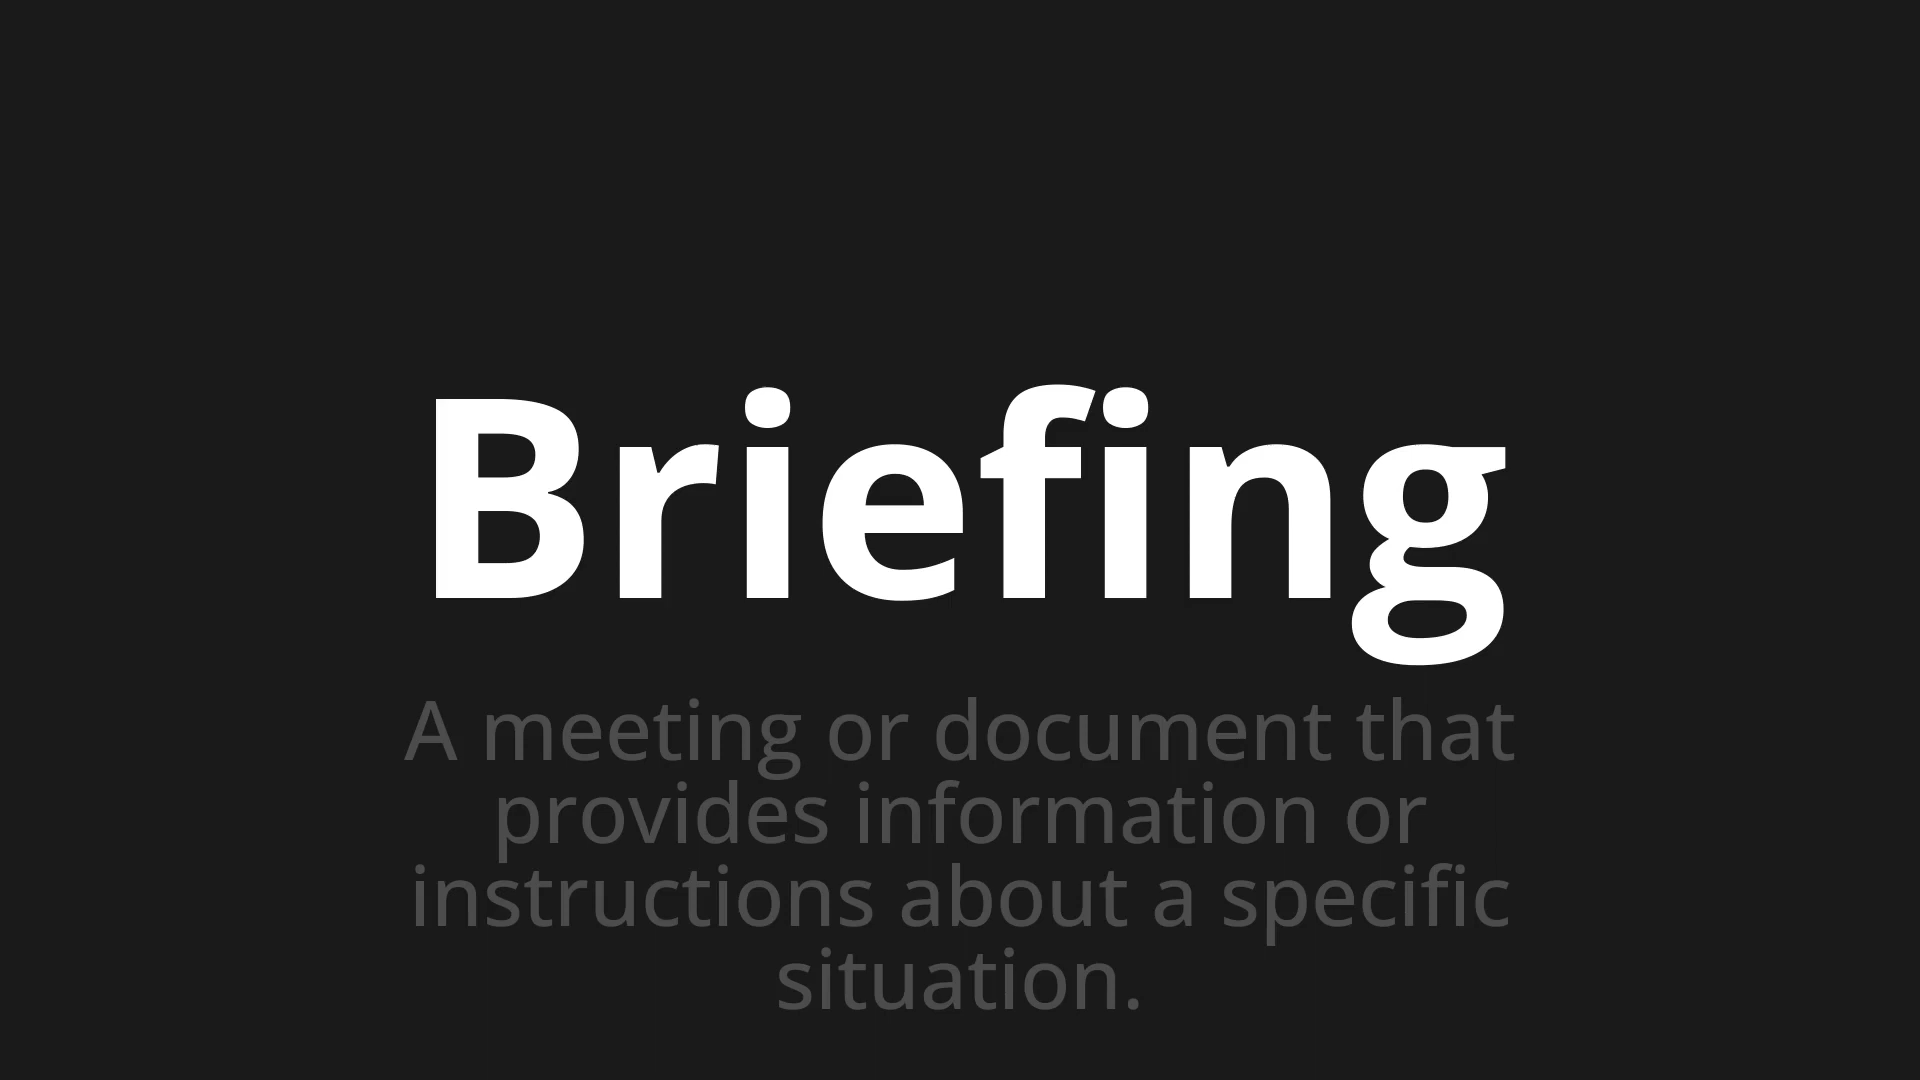 Briefing
A meeting or document that
provides information or
instructions about a specific
situation.